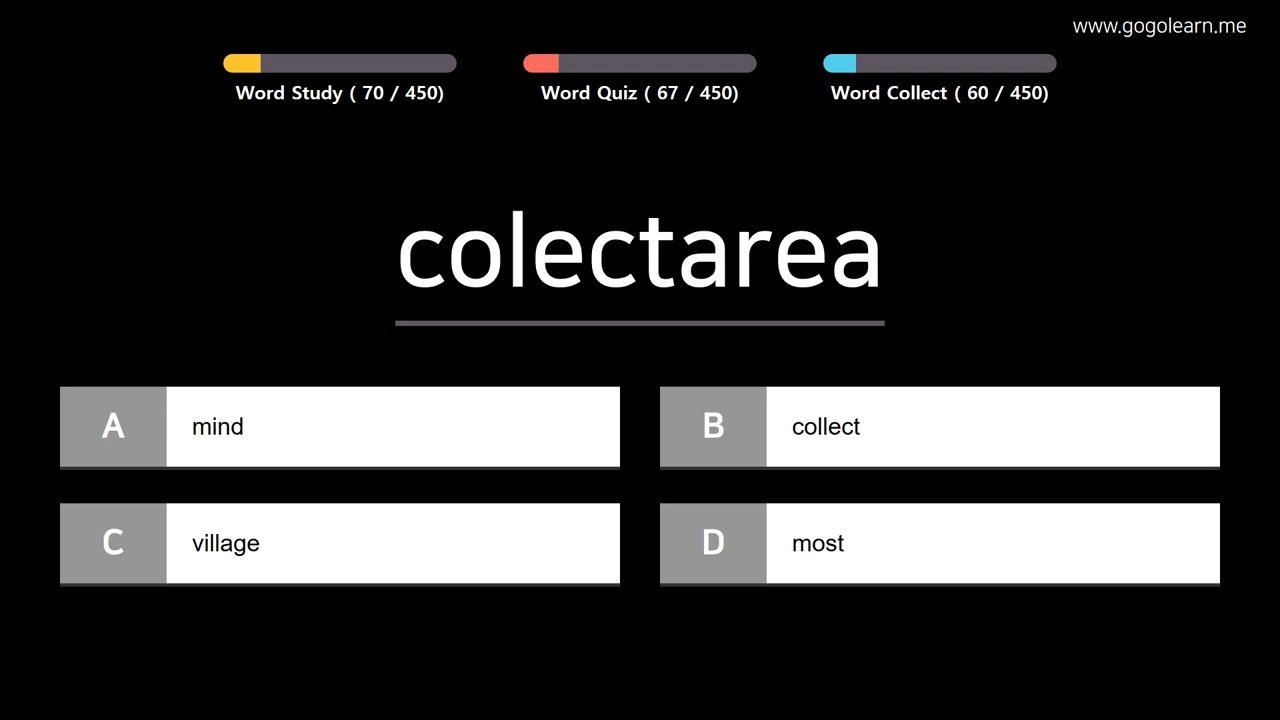 www.gogolearn.me
Word Study ( 70 / 450)
Word Quiz ( 67 / 450)
Word Collect ( 60 / 450)
colectarea
A mind
B collect
C village
D most